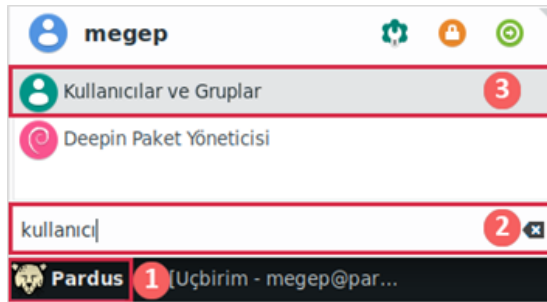 megep
Kullanıcılar ve Gruplar 3
Deepin Paket Yöneticisi
kullanıcı 2
Pardus 1 [Uçbirim - megep@par...